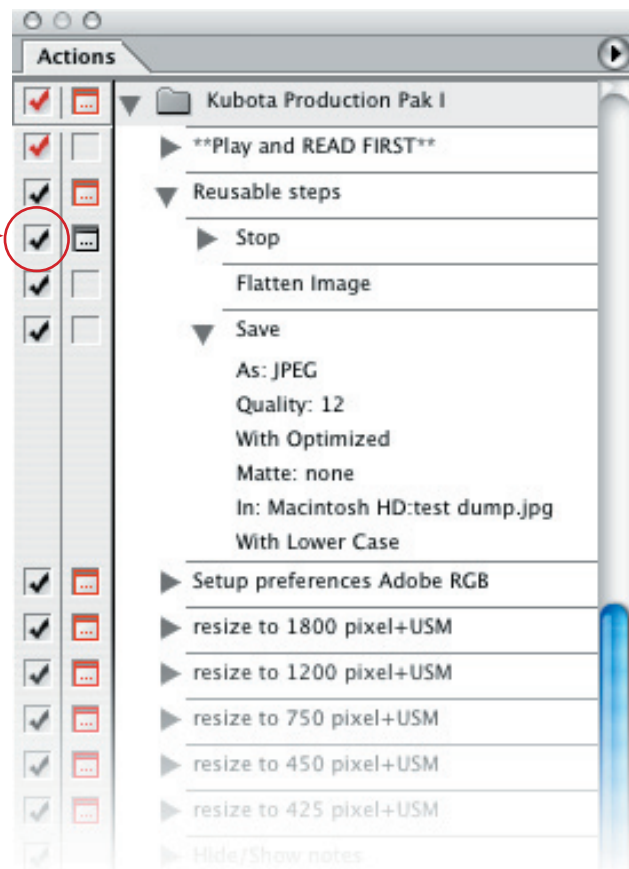 Actions
Kubota Production Pak I
**Play and READ FIRST**
Reusable steps
Stop
Flatten Image
Save
As: JPEG
Quality: 12
With Optimized
Matte: none
In: Macintosh HD:test dump.jpg
With Lower Case
Setup preferences Adobe RGB
resize to 1800 pixel+USM
resize to 1200 pixel+USM
resize to 750 pixel+USM
resize to 450 pixel+USM
resize to 425 pixel+USM
Hide/Show notes